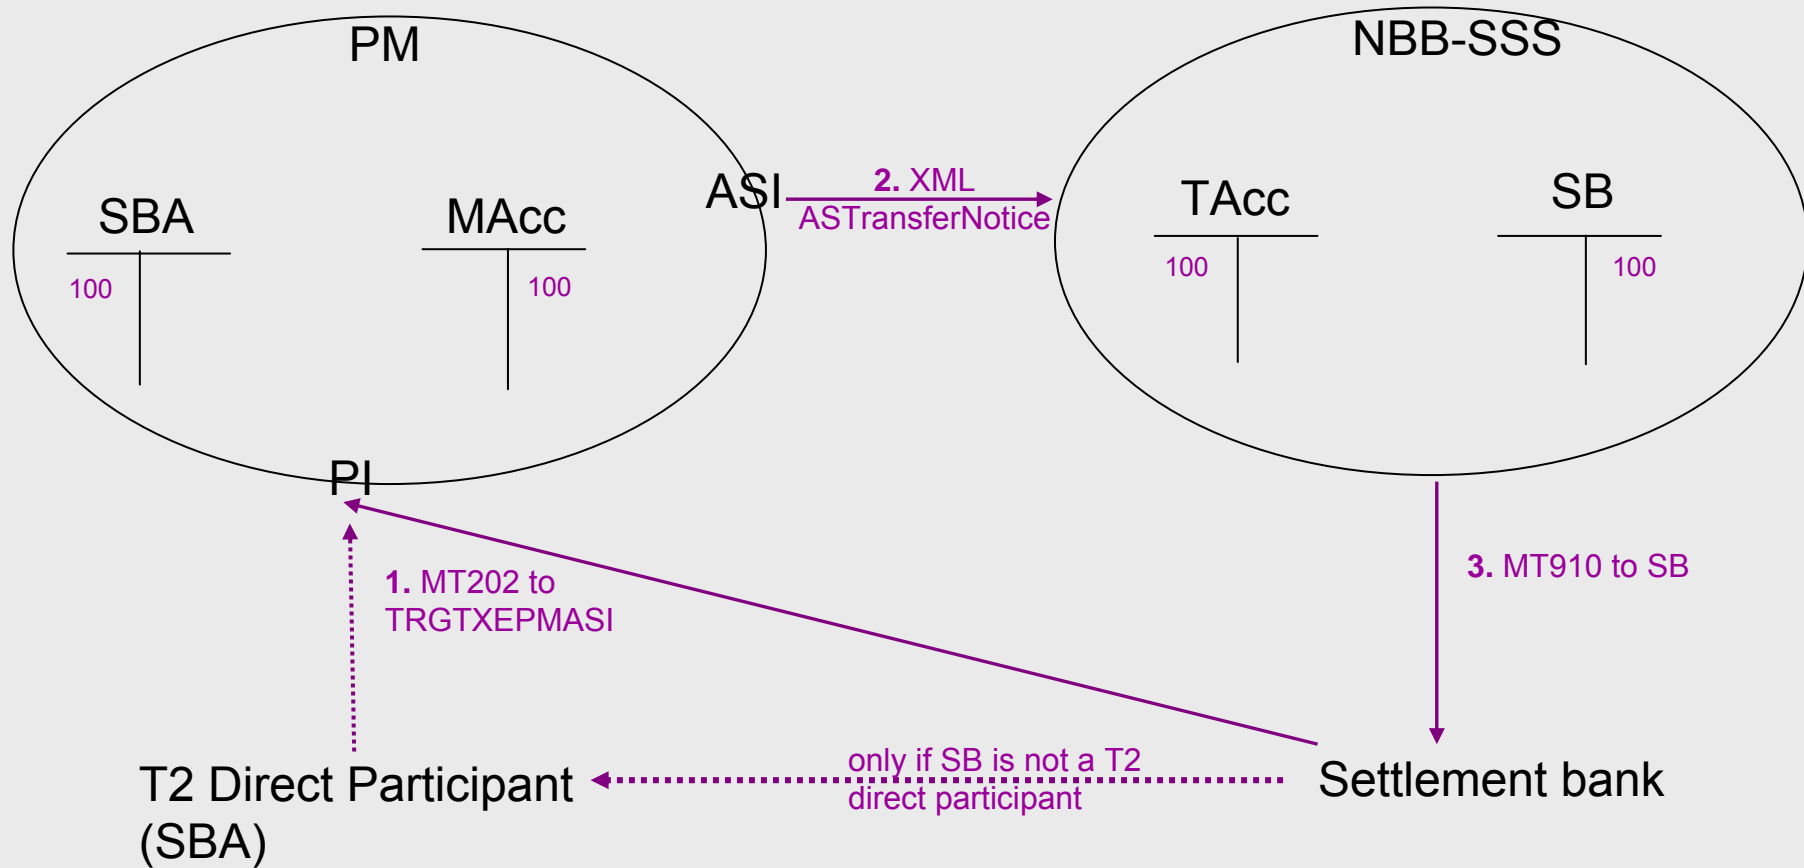 PM
NBB-SSS
SBA
100
MAcc
100
ASI
2. XML
ASTransferNotice
TAcc
100
SB
100
PI
1. MT202 to
TRGTXEPMASI
3. MT910 to SB
T2 Direct Participant
(SBA)
only if SB is not a T2
direct participant
Settlement bank